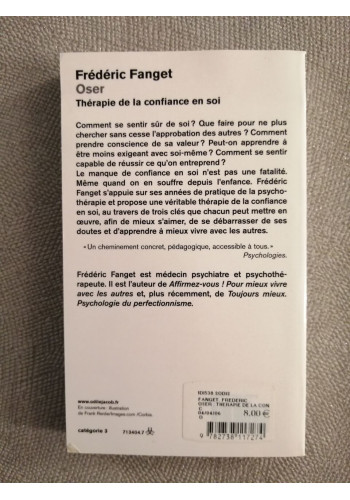 Frédéric Fanget
Oser
Thérapie de la confiance en soi
Comment se sentir sûr de soi ? Que faire pour ne plus
chercher sans cesse l'approbation des autres ? Comment
prendre conscience de sa valeur ? Peut-on apprendre à
être moins exigeant avec soi-même ? Comment se sentir
capable de réussir ce qu'on entreprend ?
Le manque de confiance en soi n'est pas une fatalité.
Même quand on en souffre depuis l'enfance. Frédéric
Fanget s'appuie sur ses années de pratique de la psycho-
thérapie et propose une véritable thérapie de la confiance
en soi, au travers de trois clés que chacun peut mettre en
œuvre, afin de mieux s'aimer, de se débarrasser de ses
doutes et d'apprendre à mieux vivre avec les autres.
« Un cheminement concret, pédagogique, accessible à tous. »
Psychologies.
Frédéric Fanget est médecin psychiatre et psychothé-
rapeute. Il est l'auteur de Affirmez-vous ! Pour mieux vivre
avec les autres et, plus récemment, de Toujours mieux.
Psychologie du perfectionnisme.
www.odilejacob.fr
En couverture : illustration
catégorie 3
FANGET, FREDERIC
OSER : THERAPIE DE LA CON
8.00 €
9 782738 117274